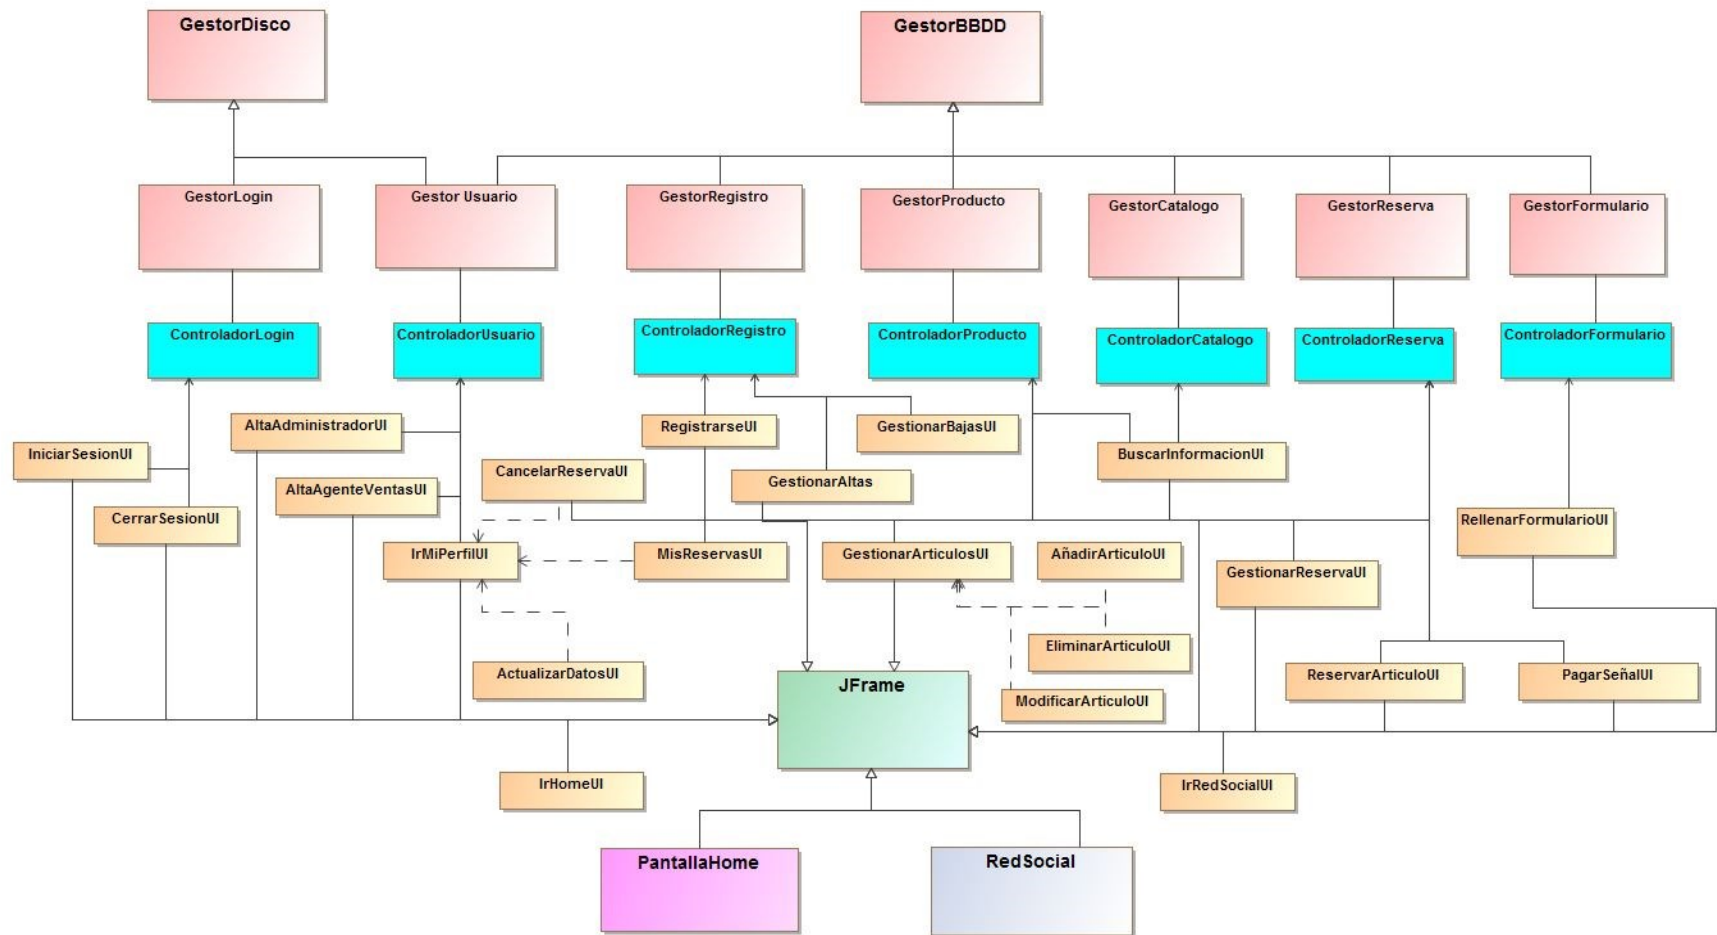 GestorDisco
GestorBBDD
GestorLogin
Gestor Usuario
GestorRegistro
GestorProducto
GestorCatalogo
GestorReserva
GestorFormulario
ControladorLogin
ControladorUsuario
ControladorRegistro
ControladorProducto
ControladorCatalogo
ControladorReserva
ControladorFormulario
AltaAdministradorUI
RegistrarseUI
GestionarBajasUI
IniciarSesionUI
CancelarReservaUI
BuscarInformacionUI
AltaAgenteVentasUI
GestionarAltas
CerrarSesionUI
RellenarFormularioUI
IrMiPerfilUI
MisReservasUI
GestionarArticulosUI
AñadirArticuloUI
GestionarReservaUI
EliminarArticuloUI
ActualizarDatosUI
ReservarArticuloUI
PagarSeñalUI
JFrame
ModificarArticuloUI
IrHomeUI
IrRedSocialUI
PantallaHome
RedSocial